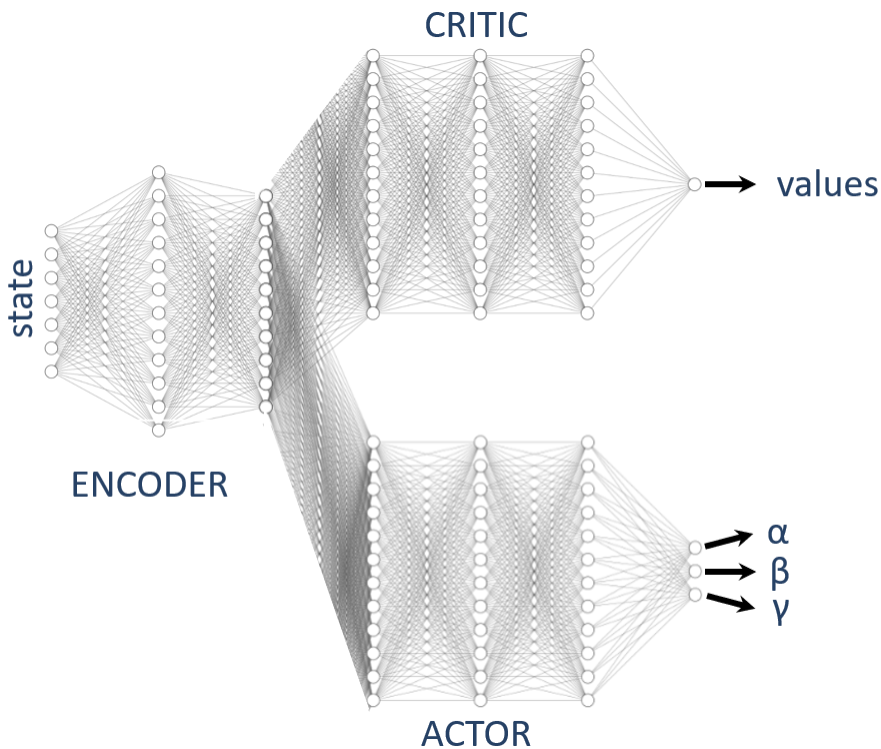 CRITIC
values
state
ENCODER
α
β
γ
ACTOR